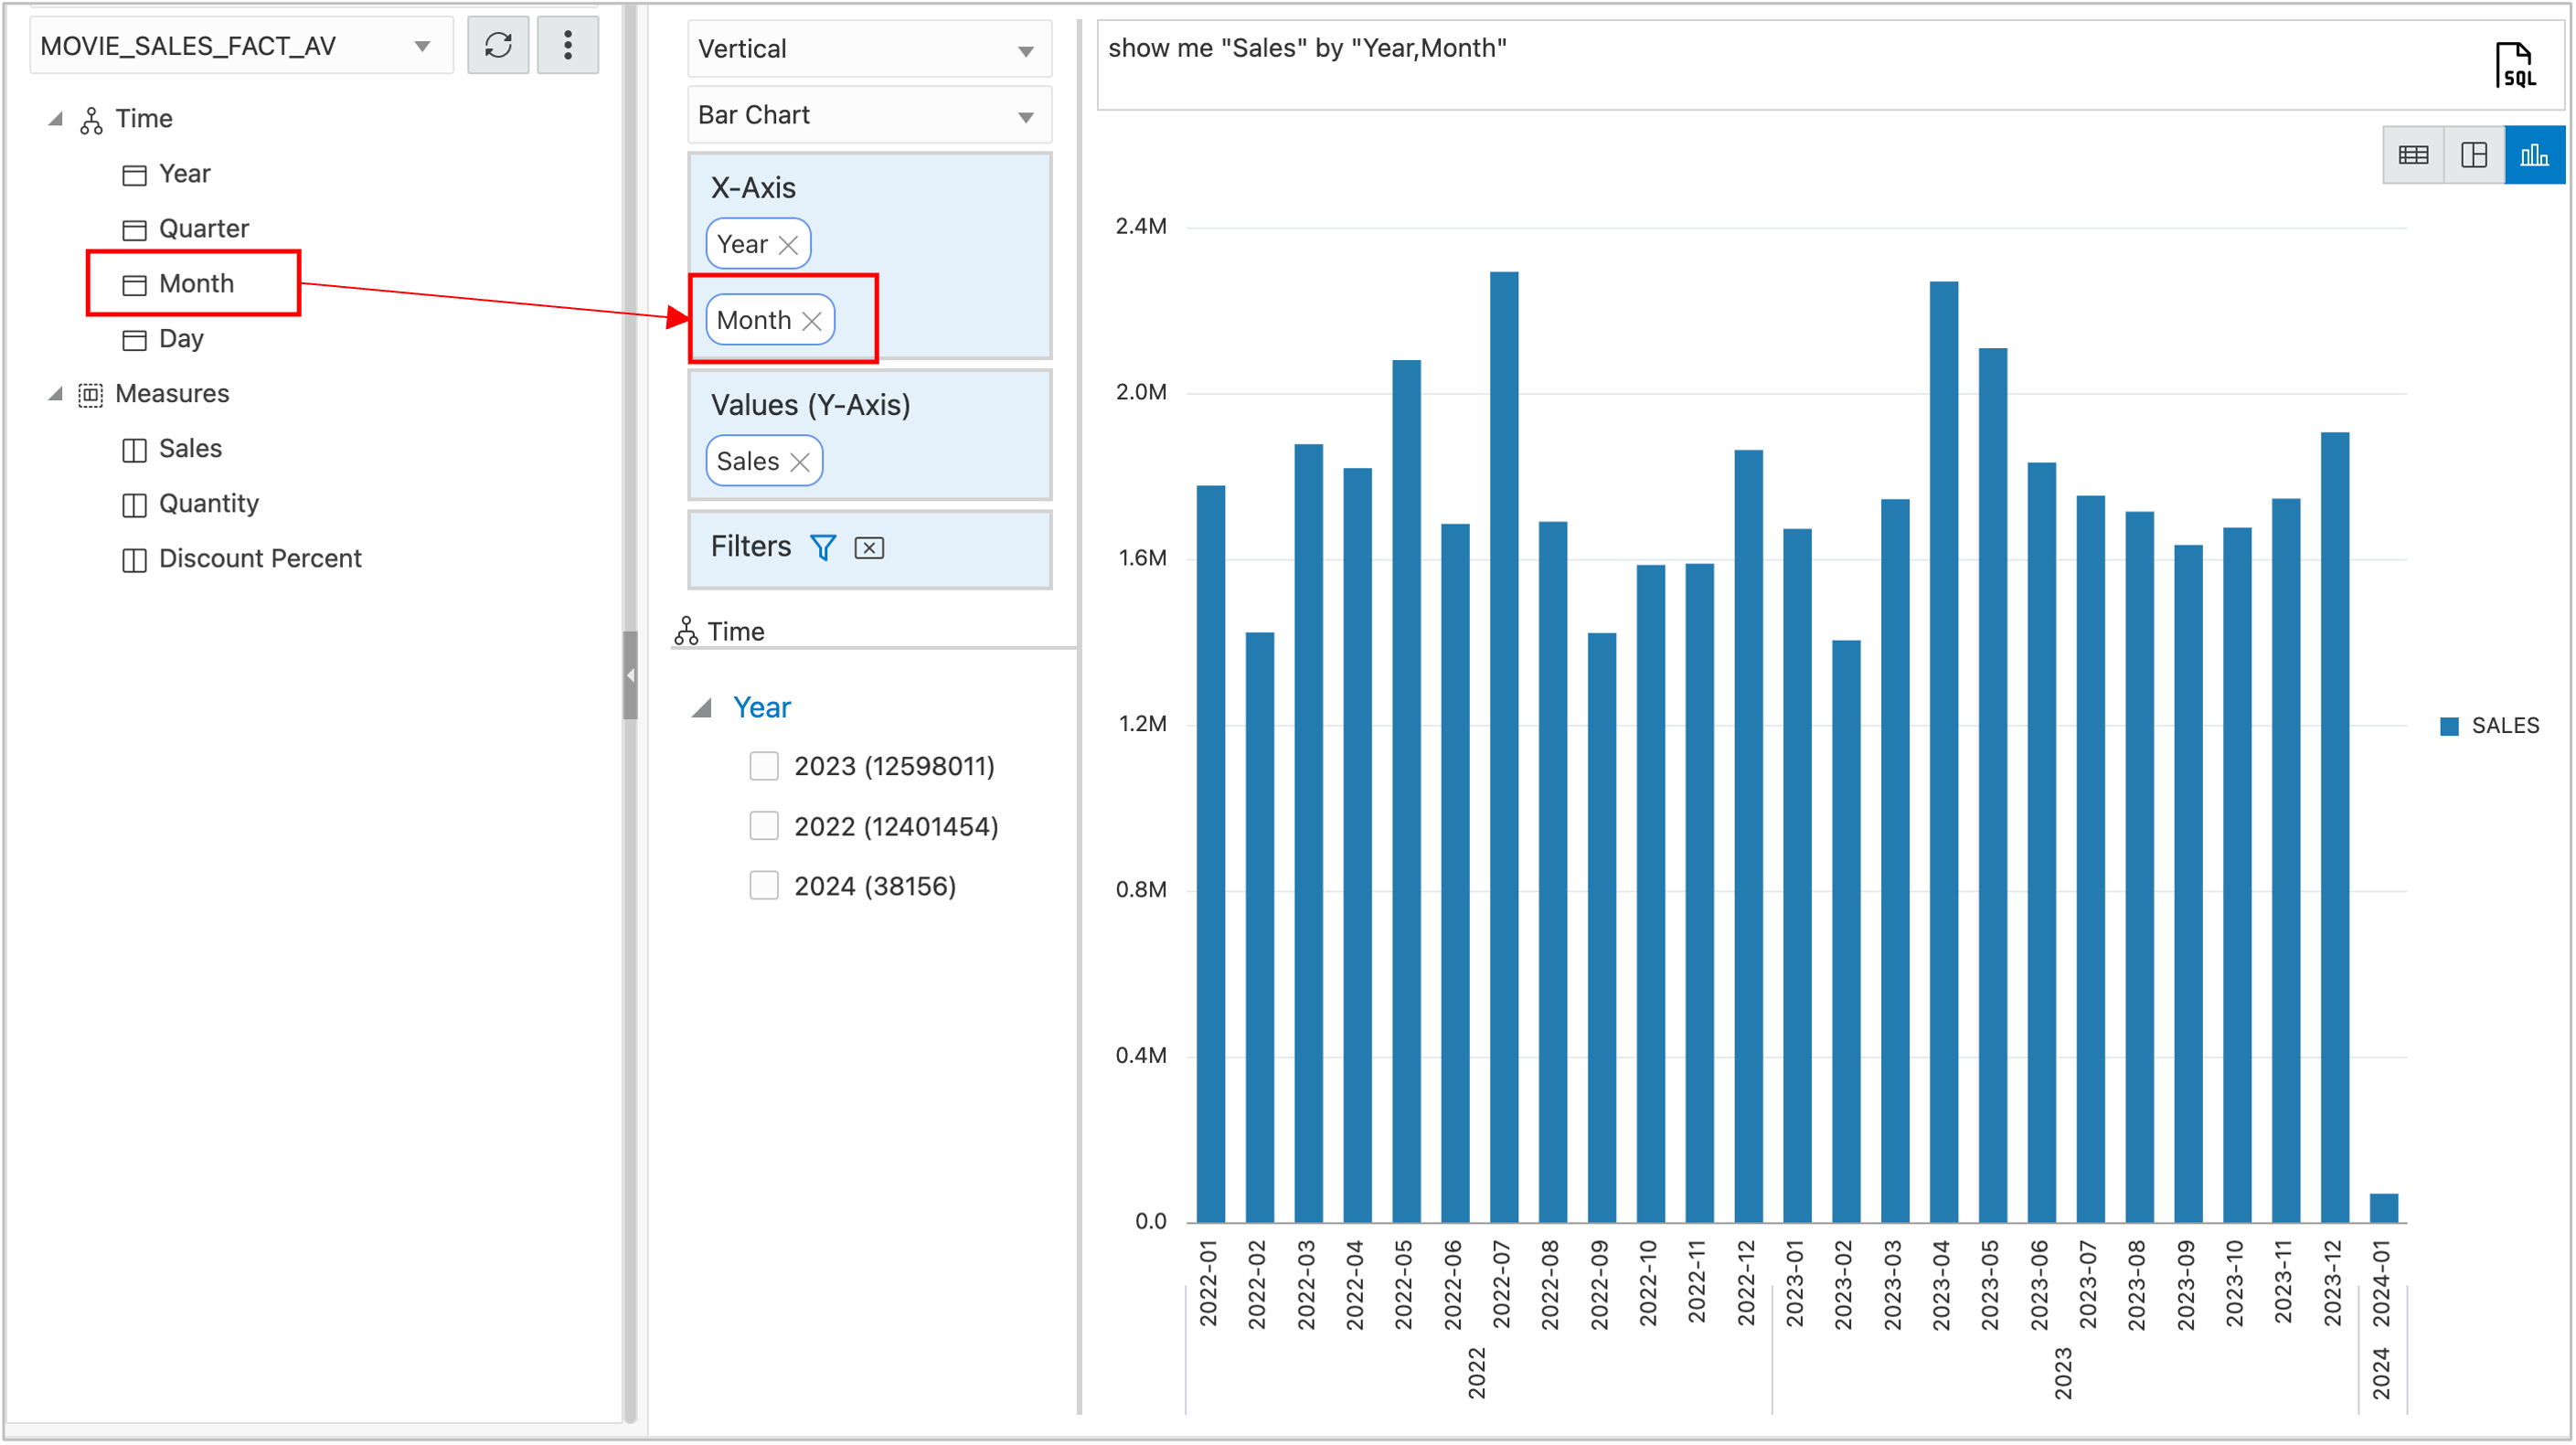 MOVIE_SALES_FACT_AV
Time
Year
Quarter
Month
Day
Measures
Sales
Quantity
Discount Percent
Vertical
Bar Chart
X-Axis
Year
Month
Values (Y-Axis)
Sales
Filters
Time
Year
2023 (12598011)
2022 (12401454)
2024 (38156)
show me "Sales" by "Year,Month"
SQL
2.4M
2.0M
1.6M
1.2M
0.8M
0.4M
0.0
SALES
2022-01
2022-02
2022-03
2022-04
2022-05
2022-06
2022-07
2022-08
2022-09
2022-10
2022-11
2022-12
2023-01
2023-02
2023-03
2023-04
2023-05
2023-06
2023-07
2023-08
2023-09
2023-10
2023-11
2023-12
2024-01
2022
2023
2024